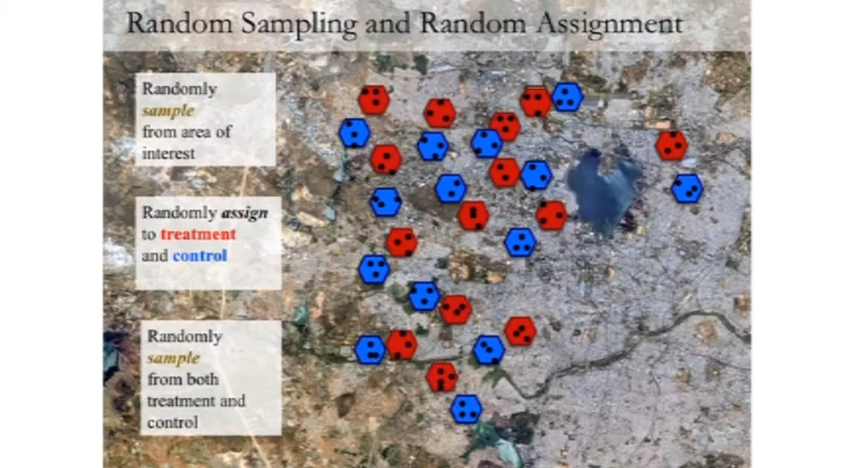 Random Sampling and Random Assignment
Randomly
sample
from area of
interest
Randomly assign
to treatment
and control
Randomly
sample
from both
treatment and
control